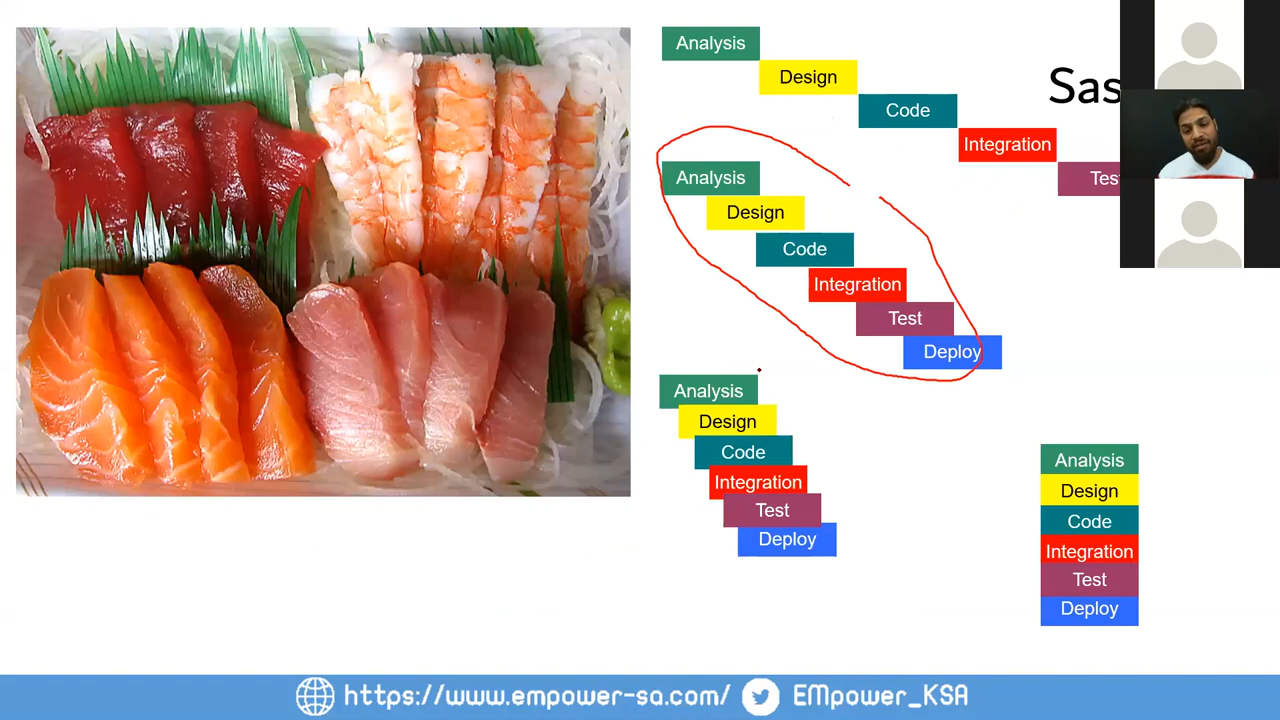 Analysis
Design
Sas
Code
Integration
Analysis
Test
Design
Code
Integration
Test
Deploy
Analysis
Design
Code
Integration
Test
Deploy
Analysis
Design
Code
Integration
Test
Deploy
https://www.empower-sa.com/ EMpower_KSA